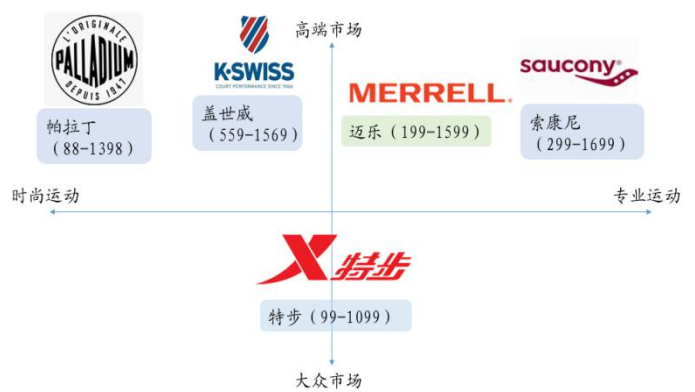 高端市场
L'ORIGINALE
PALLADIUM
DEPUIS 1947
K·SWISS
COURT PERFORMANCE SINCE 1966
MERRELL
saucony
帕拉丁
(88-1398)
盖世威
(559-1569)
迈乐(199-1599)
索康尼
(299-1699)
时尚运动
专业运动
特步
特步(99-1099)
大众市场